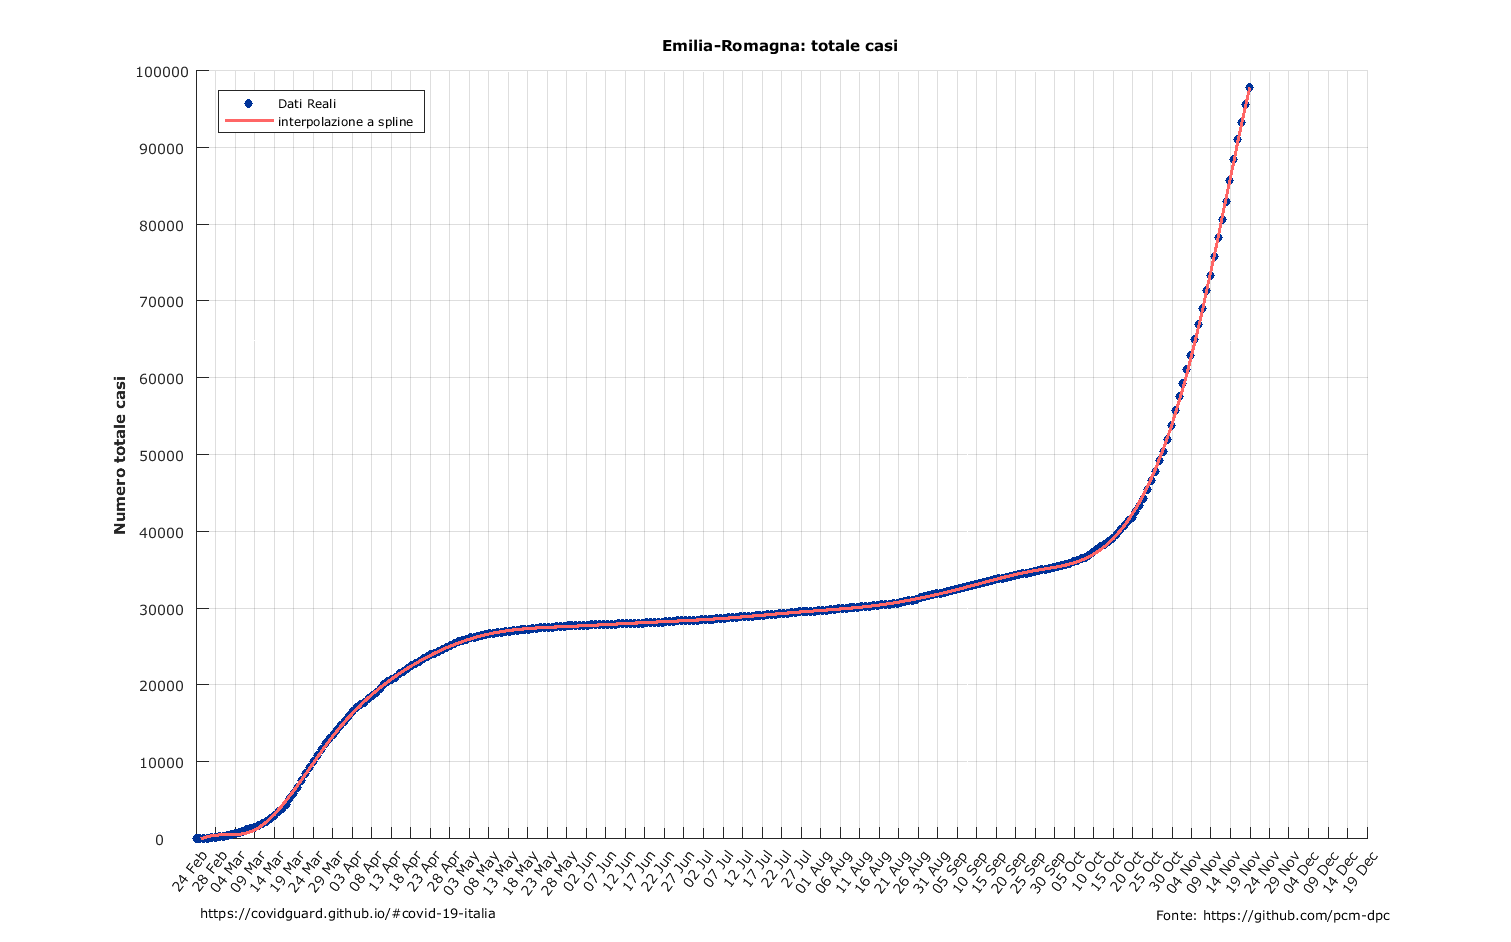 Emilia-Romagna: totale casi
100000
90000
80000
70000
60000
50000
40000
30000
20000
10000
0
Numero totale casi
Dati Reali
interpolazione a spline
24 Feb
28 Feb
04 Mar
09 Mar
14 Mar
19 Mar
24 Mar
29 Mar
03 Apr
08 Apr
13 Apr
18 Apr
23 Apr
28 Apr
03 May
08 May
13 May
18 May
23 May
28 May
02 Jun
07 Jun
12 Jun
17 Jun
22 Jun
27 Jun
02 Jul
07 Jul
12 Jul
17 Jul
22 Jul
27 Jul
01 Aug
06 Aug
11 Aug
16 Aug
21 Aug
26 Aug
31 Aug
05 Sep
10 Sep
15 Sep
20 Sep
25 Sep
30 Sep
05 Oct
10 Oct
15 Oct
20 Oct
25 Oct
30 Oct
04 Nov
09 Nov
14 Nov
19 Nov
24 Nov
29 Nov
04 Dec
09 Dec
14 Dec
19 Dec
https://covidguard.github.io/#covid-19-italia
Fonte: https://github.com/pcm-dpc